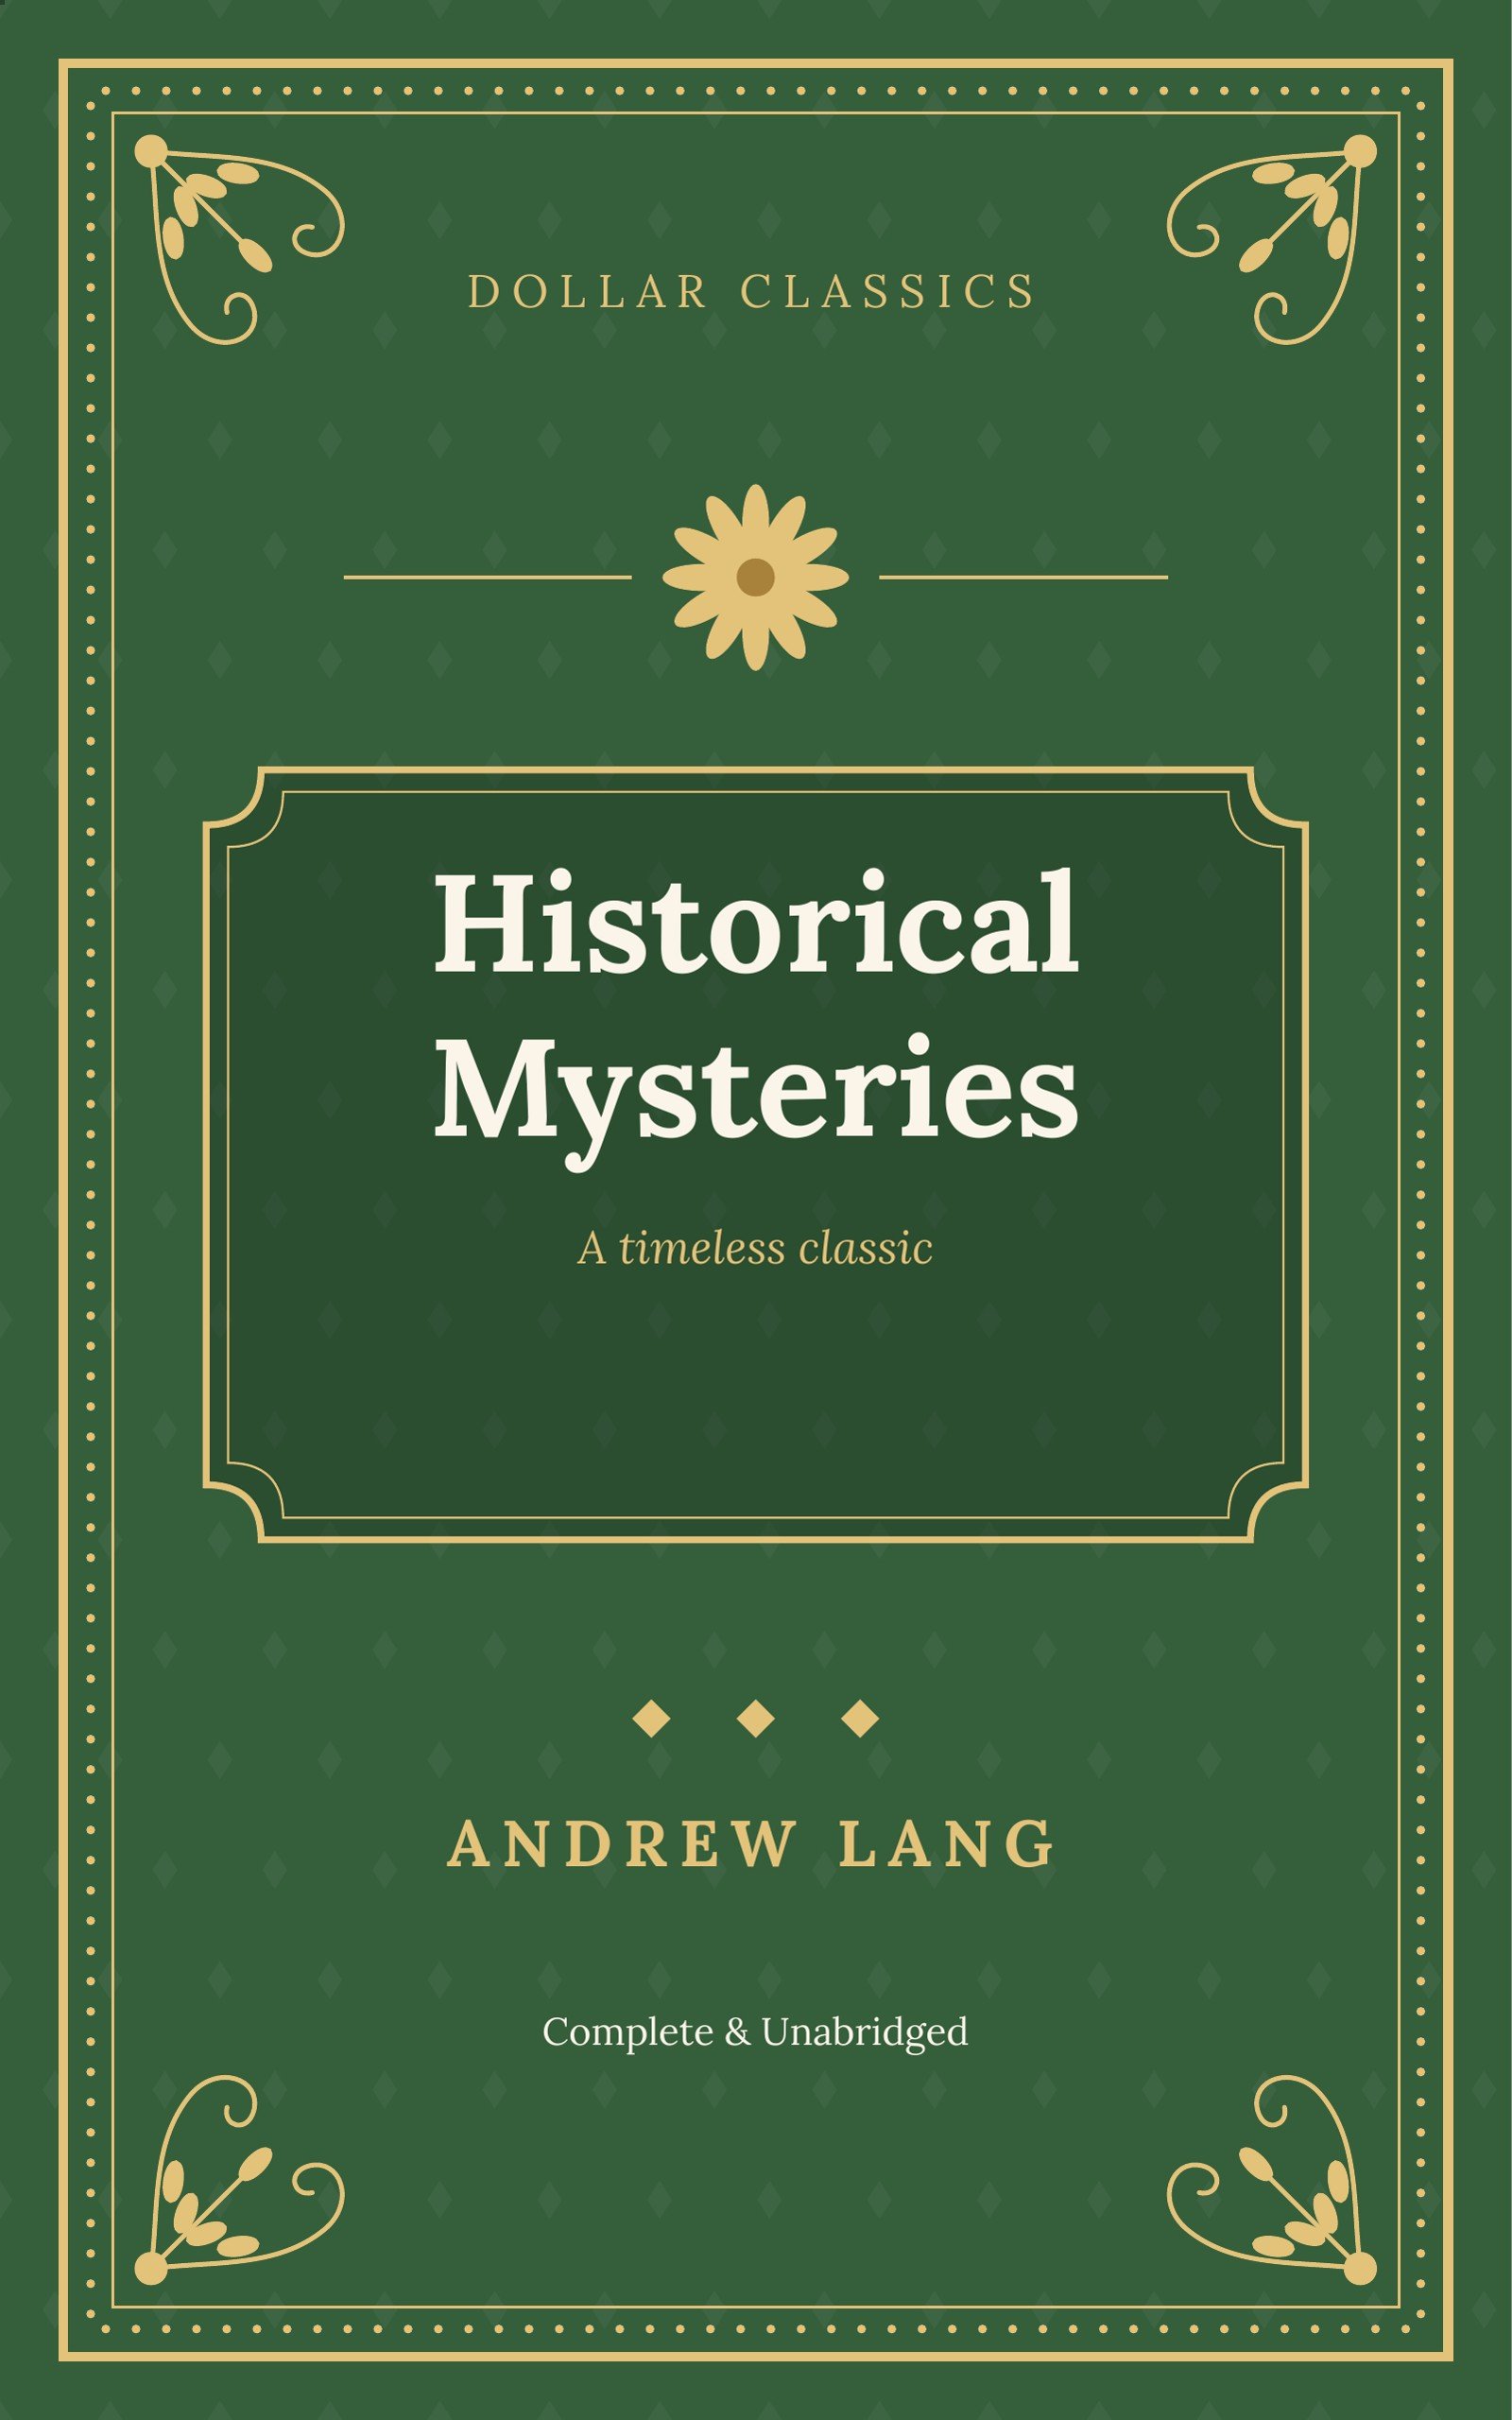 DOLLAR CLASSICS
Historical
Mysteries
A timeless classic
ANDREW LANG
Complete & Unabridged